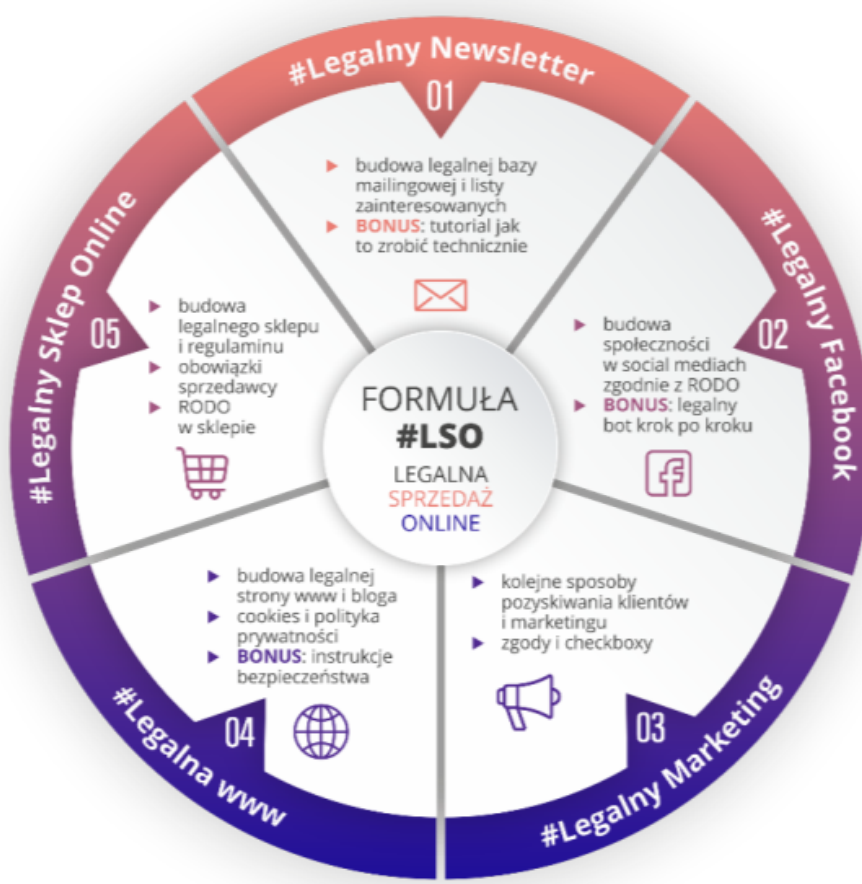 #Legalny Newsletter
01
budowa legalnej bazy
mailingowej i listy
zainteresowanych
BONUS: tutorial jak
to zrobić technicznie
#Legalny Facebook
02
budowa
społeczności
w social mediach
zgodnie z RODO
BONUS: legalny
bot krok po kroku
#Legalny Marketing
03
kolejne sposoby
pozyskiwania klientów
i marketingu
zgody i checkboxy
#Legalna www
04
budowa legalnej
strony www i bloga
cookies i polityka
prywatności
BONUS: instrukcje
bezpieczeństwa
#Legalny Sklep Online
05
budowa
legalnego sklepu
i regulaminu
obowiązki
sprzedawcy
RODO
w sklepie
FORMUŁA
#LSO
LEGALNA
SPRZEDAŻ
ONLINE